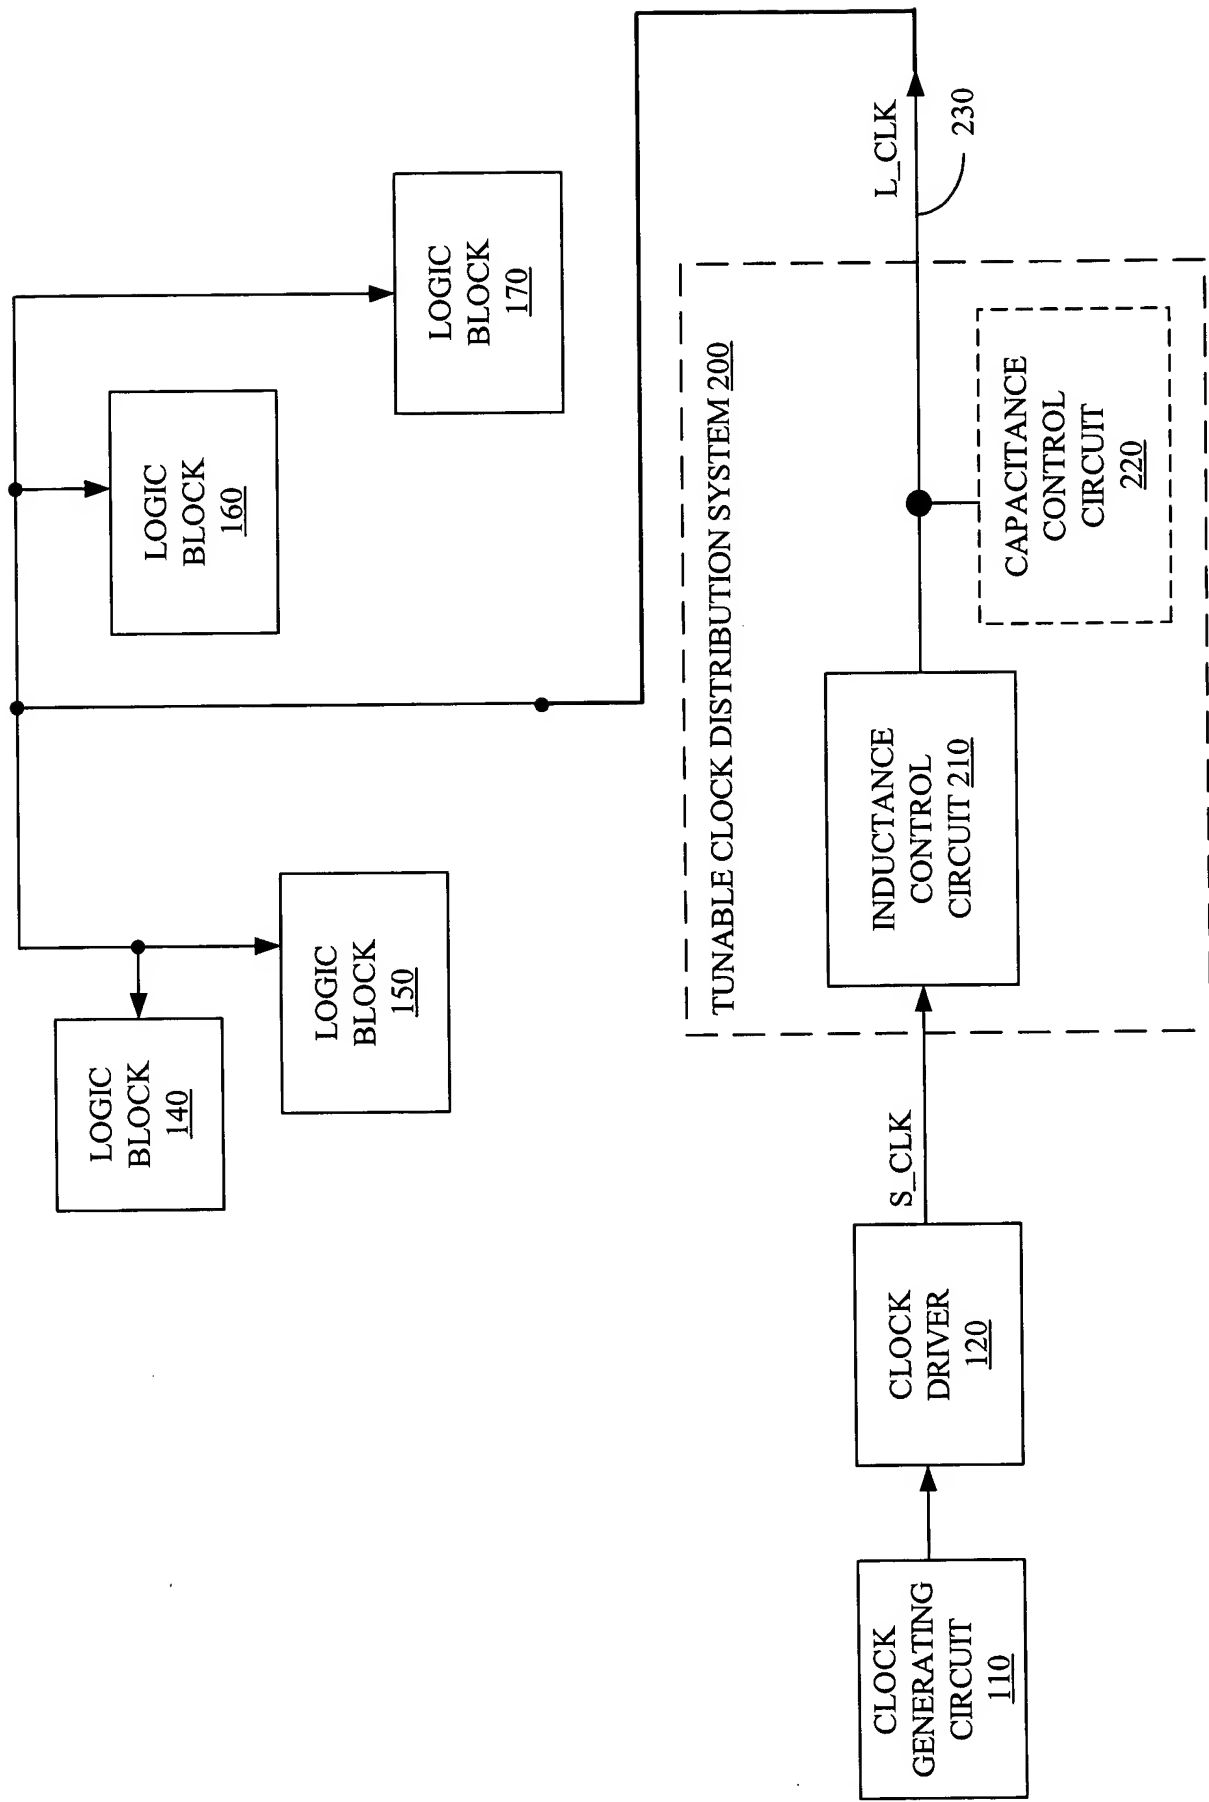 CLOCK
GENERATING
CIRCUIT
110
CLOCK
DRIVER
120
S_CLK
TUNABLE CLOCK DISTRIBUTION SYSTEM 200
INDUCTANCE
CONTROL
CIRCUIT 210
CAPACITANCE
CONTROL
CIRCUIT
220
L_CLK
230
LOGIC
BLOCK
140
LOGIC
BLOCK
150
LOGIC
BLOCK
160
LOGIC
BLOCK
170